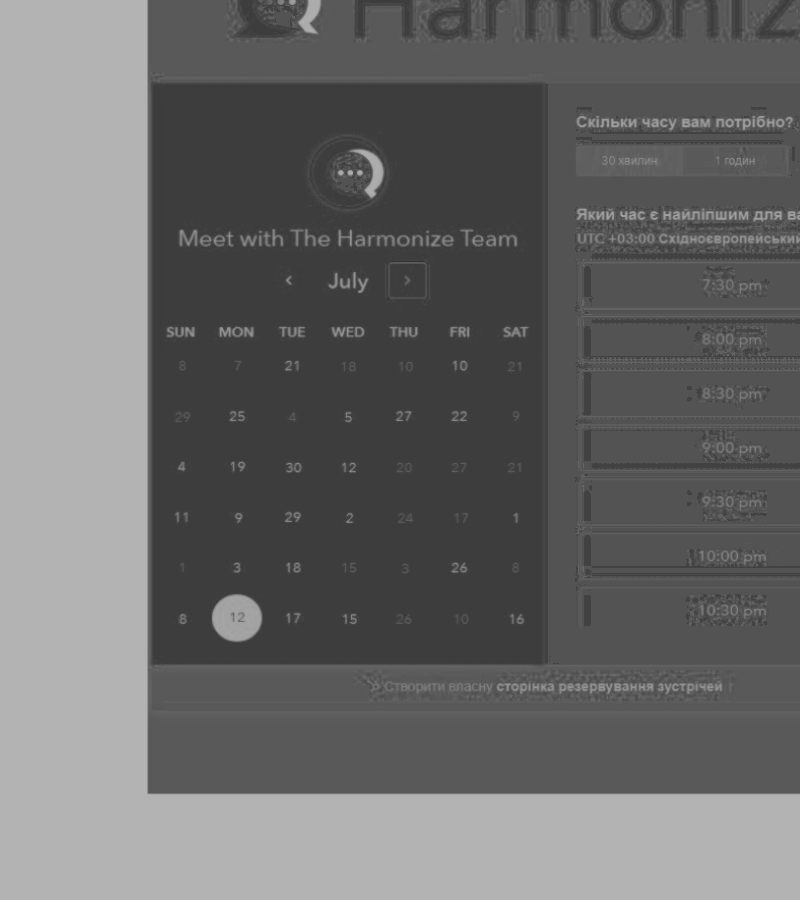 Harmoniz
Meet with The Harmonize Team
July
SUN MON TUE WED THU FRI SAT
8 7 21 18 10 10 21
29 25 4 5 27 22 9
4 19 30 12 20 27 21
11 9 29 2 24 17 1
1 3 18 15 3 26 8
8 12 17 15 26 10 16
Скільки часу вам потрібно?
30 хвилин 1 годин
Який час є найліпшим для
UTC +03:00 Східноєвропейський
7:30 pm
8:00 pm
8:30 pm
9:00 pm
9:30 pm
10:00 pm
10:30 pm
Створити власну сторінка резервування зустрічей